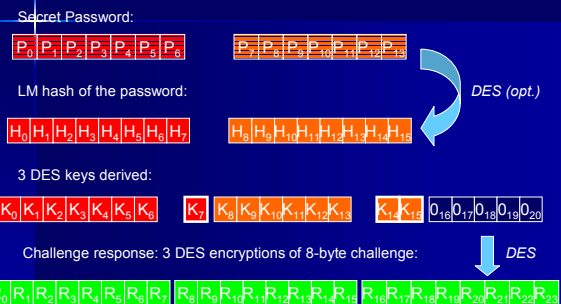 Secret Password:
P0 P1 P2 P3 P4 P5 P6 P7 P8 P9 P10 P11 P12 P13
LM hash of the password:
DES (opt.)
H0 H1 H2 H3 H4 H5 H6 H7 H8 H9 H10 H11 H12 H13 H14 H15
3 DES keys derived:
K0 K1 K2 K3 K4 K5 K6 K7 K8 K9 K10 K11 K12 K13 K14 K15 016 017 018 019 020
Challenge response: 3 DES encryptions of 8-byte challenge:
DES
R0 R1 R2 R3 R4 R5 R6 R7 R8 R9 R10 R11 R12 R13 R14 R15 R16 R17 R18 R19 R20 R21 R22 R23